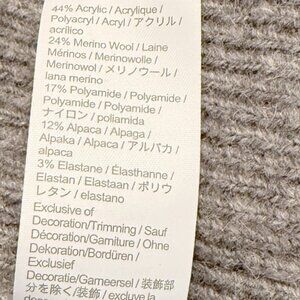 44% Acrylic / Acrylique /
Polyacryl / Acryl / アクリル /
acrílico
24% Merino Wool / Laine
Mérinos / Merinowolle /
Merinowol / メリノウール /
lana merino
17% Polyamide / Polyamide /
Polyamide / Polyamide /
ナイロン / poliamida
12% Alpaca / Alpaga /
Alpaka / Alpaca / アルパカ /
alpaca
3% Elastane / Élasthanne /
Elastan / Elastaan / ポリウ
レタン / elastano
Exclusive of
Decoration/Trimming / Sauf
Décoration/Garniture / Ohne
Dekoration/Bordüren /
Exclusief
Decoratie/Garneersel / 装飾部
分を除く/装飾 / excluye la